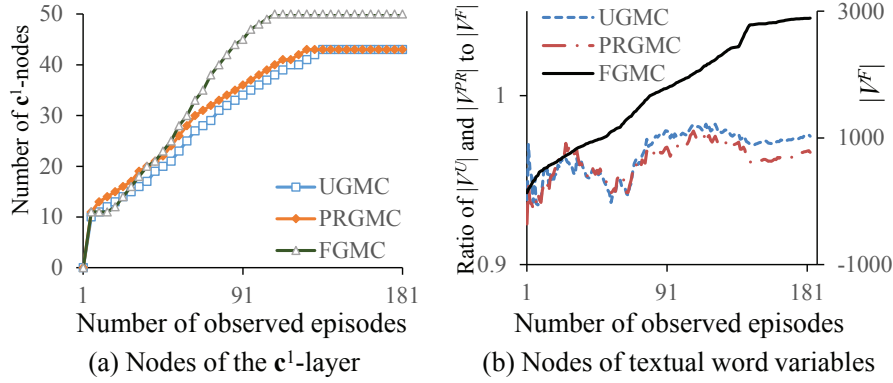 Number of c¹-nodes
50
40
30
20
10
0
UGMC
PRGMC
FGMC
1 91 181
Number of observed episodes
(a) Nodes of the c¹-layer
Ratio of |V^U| and |V^PR| to |V^F|
1
0.9
UGMC
PRGMC
FGMC
3000
1000
-1000
|V^F|
1 91 181
Number of observed episodes
(b) Nodes of textual word variables